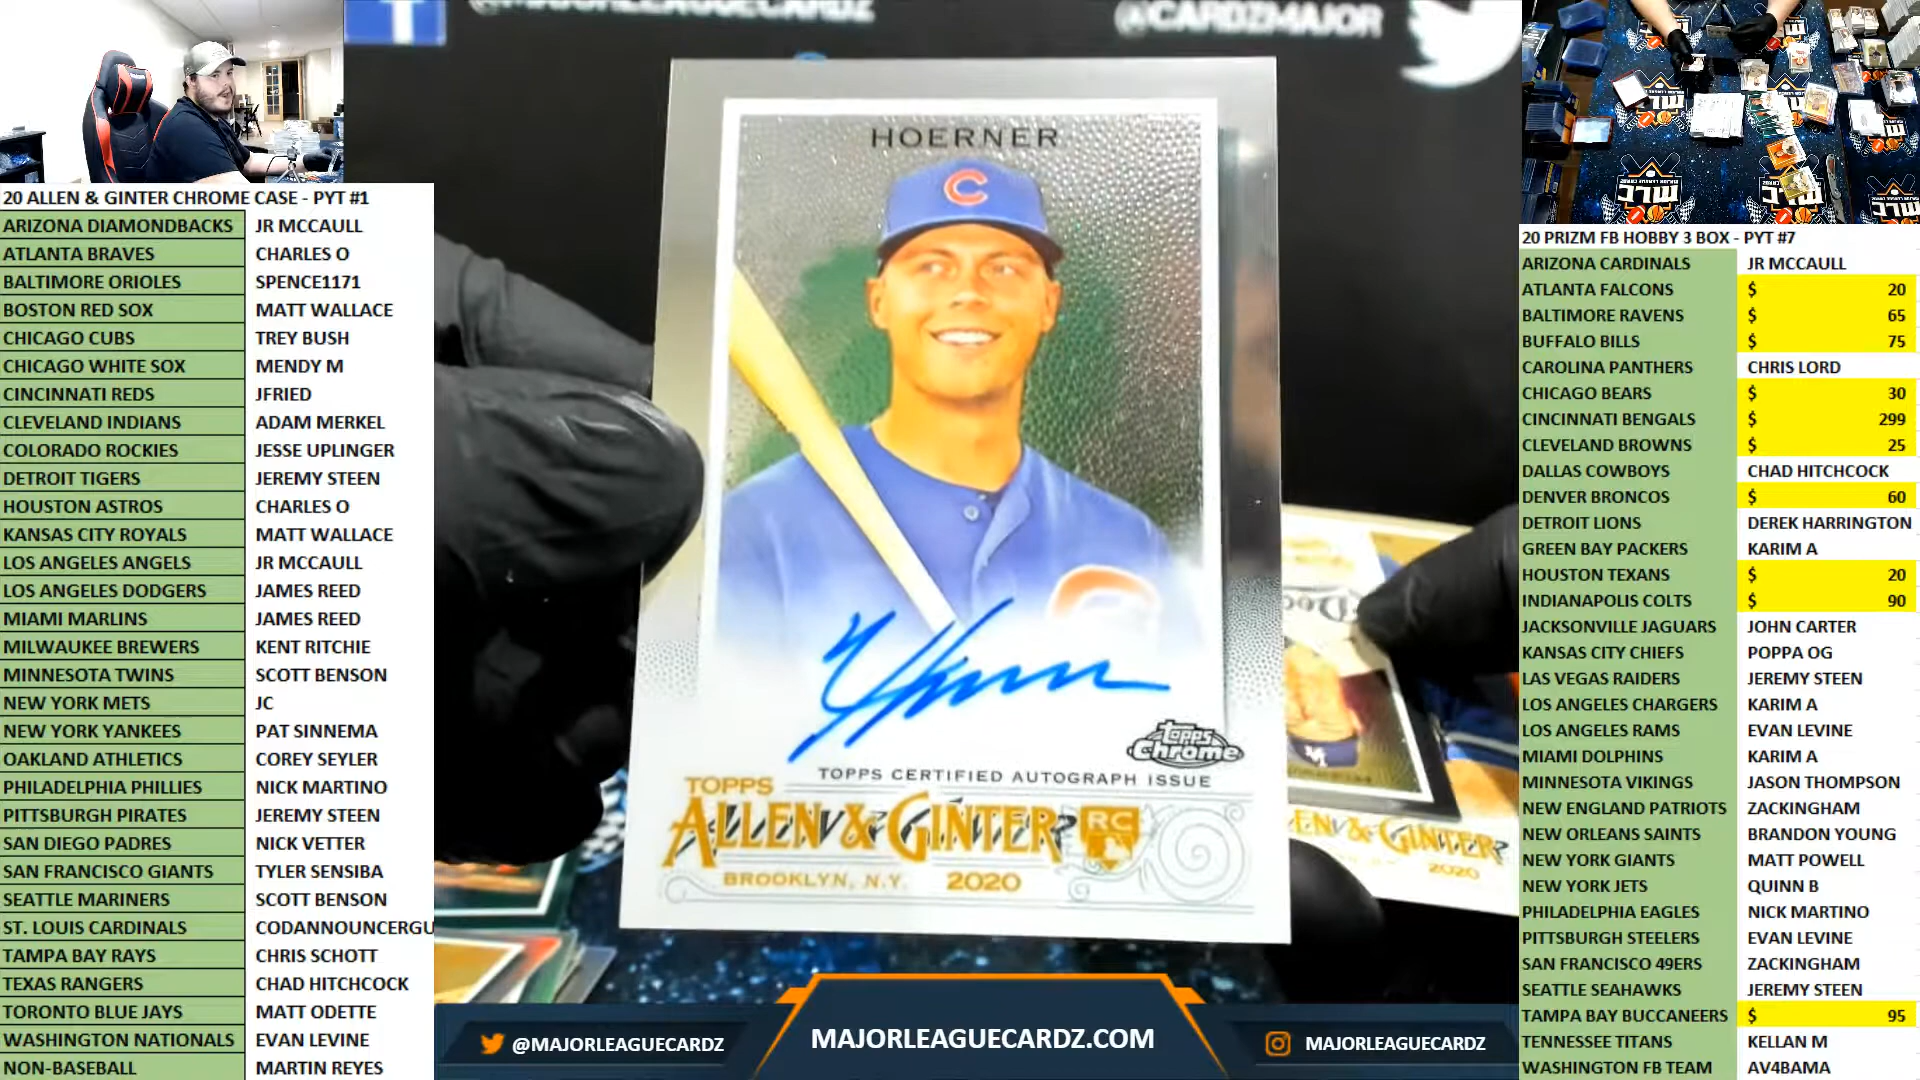 @MAJORLEAGUECARDZ
@CARDZMAJOR
20 ALLEN & GINTER CHROME CASE - PYT #1
ARIZONA DIAMONDBACKS JR MCCAULL
ATLANTA BRAVES CHARLES O
BALTIMORE ORIOLES SPENCE1171
BOSTON RED SOX MATT WALLACE
CHICAGO CUBS TREY BUSH
CHICAGO WHITE SOX MENDY M
CINCINNATI REDS JFRIED
CLEVELAND INDIANS ADAM MERKEL
COLORADO ROCKIES JESSE UPLINGER
DETROIT TIGERS JEREMY STEEN
HOUSTON ASTROS CHARLES O
KANSAS CITY ROYALS MATT WALLACE
LOS ANGELES ANGELS JR MCCAULL
LOS ANGELES DODGERS JAMES REED
MIAMI MARLINS JAMES REED
MILWAUKEE BREWERS KENT RITCHIE
MINNESOTA TWINS SCOTT BENSON
NEW YORK METS JC
NEW YORK YANKEES PAT SINNEMA
OAKLAND ATHLETICS COREY SEYLER
PHILADELPHIA PHILLIES NICK MARTINO
PITTSBURGH PIRATES JEREMY STEEN
SAN DIEGO PADRES NICK VETTER
SAN FRANCISCO GIANTS TYLER SENSIBA
SEATTLE MARINERS SCOTT BENSON
ST. LOUIS CARDINALS CODANNOUNCERGU
TAMPA BAY RAYS CHRIS SCHOTT
TEXAS RANGERS CHAD HITCHCOCK
TORONTO BLUE JAYS MATT ODETTE
WASHINGTON NATIONALS EVAN LEVINE
NON-BASEBALL MARTIN REYES
HOERNER
C
Topps
Chrome
TOPPS CERTIFIED AUTOGRAPH ISSUE
TOPPS
ALLEN & GINTER RC
BROOKLYN, N.Y. 2020
EN & GINTER
2020
@MAJORLEAGUECARDZ
MAJORLEAGUECARDZ.COM
MAJORLEAGUECARDZ
20 PRIZM FB HOBBY 3 BOX - PYT #7
ARIZONA CARDINALS JR MCCAULL
ATLANTA FALCONS $ 20
BALTIMORE RAVENS $ 65
BUFFALO BILLS $ 75
CAROLINA PANTHERS CHRIS LORD
CHICAGO BEARS $ 30
CINCINNATI BENGALS $ 299
CLEVELAND BROWNS $ 25
DALLAS COWBOYS CHAD HITCHCOCK
DENVER BRONCOS $ 60
DETROIT LIONS DEREK HARRINGTON
GREEN BAY PACKERS KARIM A
HOUSTON TEXANS $ 20
INDIANAPOLIS COLTS $ 90
JACKSONVILLE JAGUARS JOHN CARTER
KANSAS CITY CHIEFS POPPA OG
LAS VEGAS RAIDERS JEREMY STEEN
LOS ANGELES CHARGERS KARIM A
LOS ANGELES RAMS EVAN LEVINE
MIAMI DOLPHINS KARIM A
MINNESOTA VIKINGS JASON THOMPSON
NEW ENGLAND PATRIOTS ZACKINGHAM
NEW ORLEANS SAINTS BRANDON YOUNG
NEW YORK GIANTS MATT POWELL
NEW YORK JETS QUINN B
PHILADELPHIA EAGLES NICK MARTINO
PITTSBURGH STEELERS EVAN LEVINE
SAN FRANCISCO 49ERS ZACKINGHAM
SEATTLE SEAHAWKS JEREMY STEEN
TAMPA BAY BUCCANEERS $ 95
TENNESSEE TITANS KELLAN M
WASHINGTON FB TEAM AV4BAMA